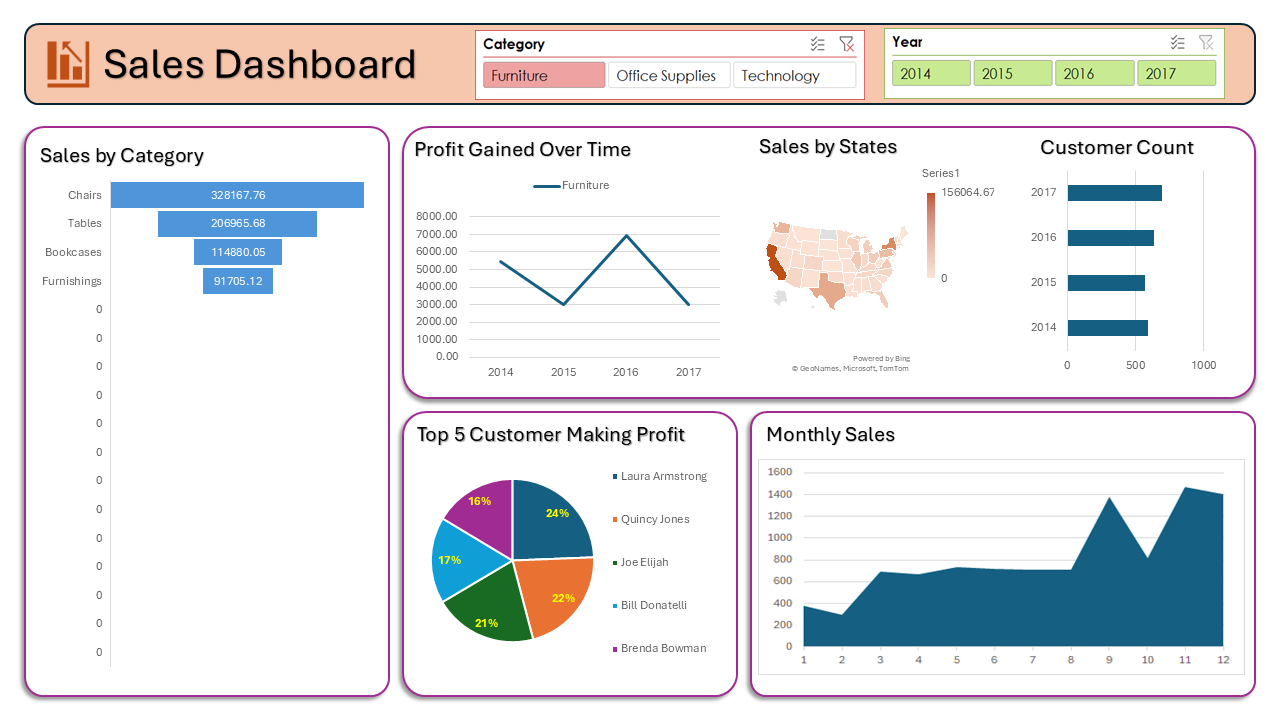 Sales Dashboard
Category
Furniture
Office Supplies
Technology
Year
2014
2015
2016
2017
Sales by Category
Chairs 328167.76
Tables 206965.68
Bookcases 114880.05
Furnishings 91705.12
0
0
0
0
0
0
0
0
0
0
0
0
0
Profit Gained Over Time
Furniture
8000.00
7000.00
6000.00
5000.00
4000.00
3000.00
2000.00
1000.00
0.00
2014 2015 2016 2017
Sales by States
Series1
156064.67
0
Powered by Bing
© GeoNames, Microsoft, TomTom
Customer Count
2017
2016
2015
2014
0 500 1000
Top 5 Customer Making Profit
24%
22%
21%
17%
16%
Laura Armstrong
Quincy Jones
Joe Elijah
Bill Donatelli
Brenda Bowman
Monthly Sales
1600
1400
1200
1000
800
600
400
200
0
1 2 3 4 5 6 7 8 9 10 11 12